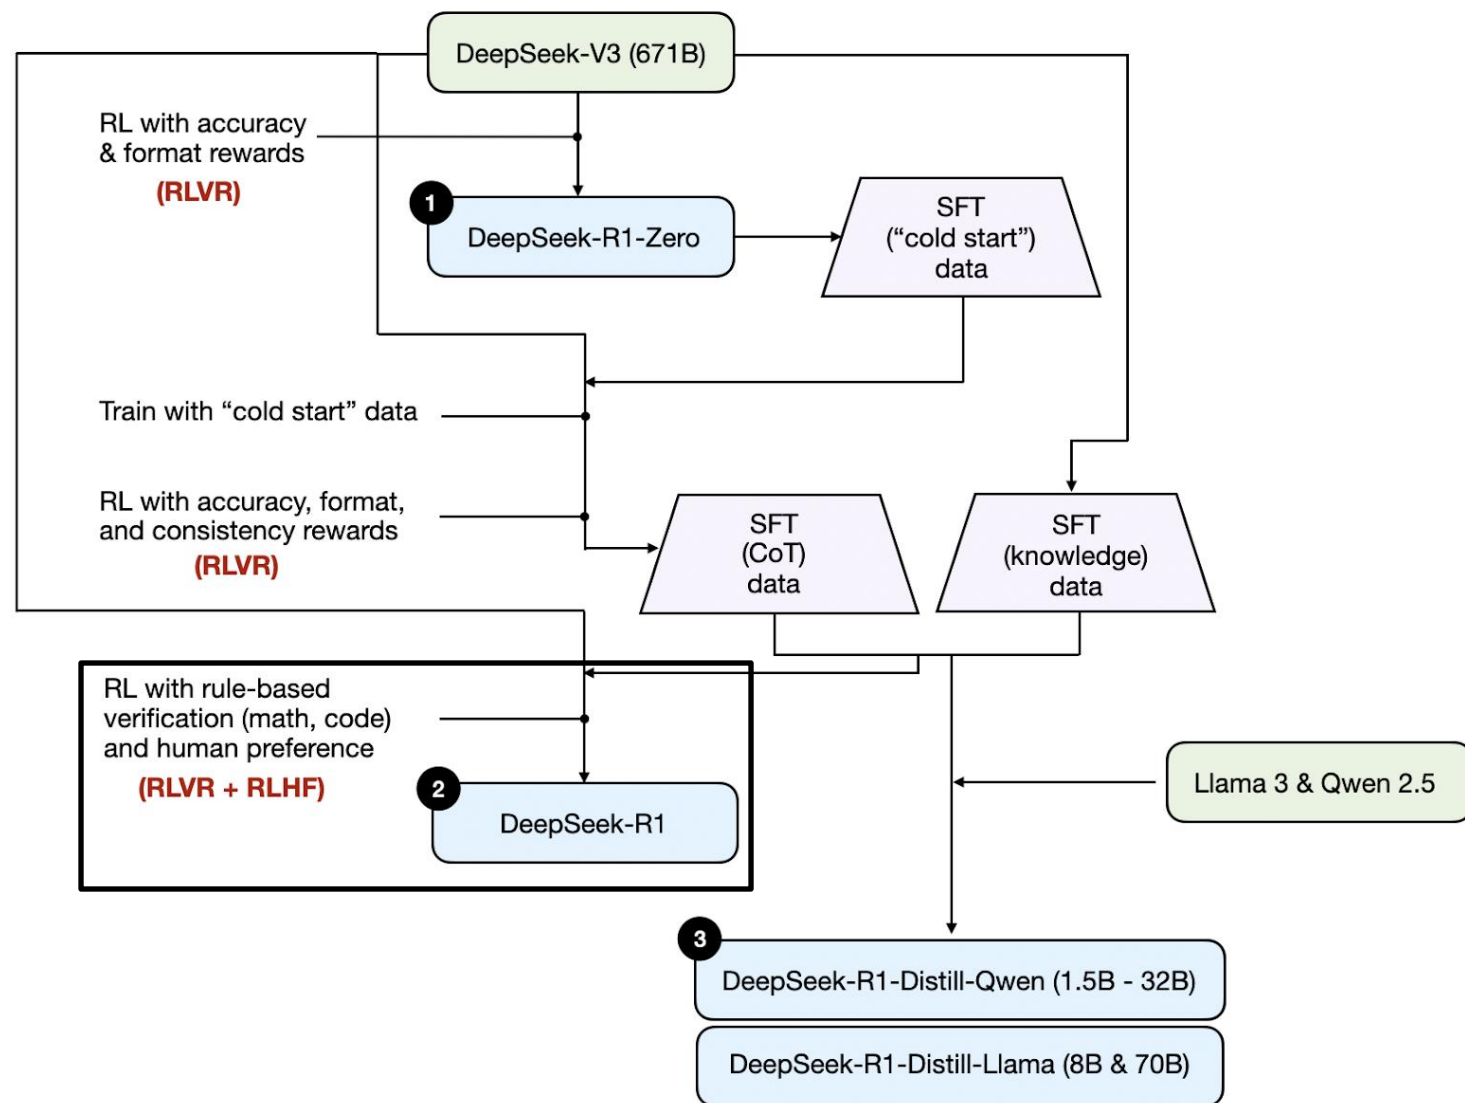 DeepSeek-V3 (671B)
RL with accuracy
& format rewards
(RLVR)
1
DeepSeek-R1-Zero
SFT
(“cold start”)
data
Train with “cold start” data
RL with accuracy, format,
and consistency rewards
(RLVR)
SFT
(CoT)
data
SFT
(knowledge)
data
RL with rule-based
verification (math, code)
and human preference
(RLVR + RLHF)
2
DeepSeek-R1
Llama 3 & Qwen 2.5
3
DeepSeek-R1-Distill-Qwen (1.5B - 32B)
DeepSeek-R1-Distill-Llama (8B & 70B)